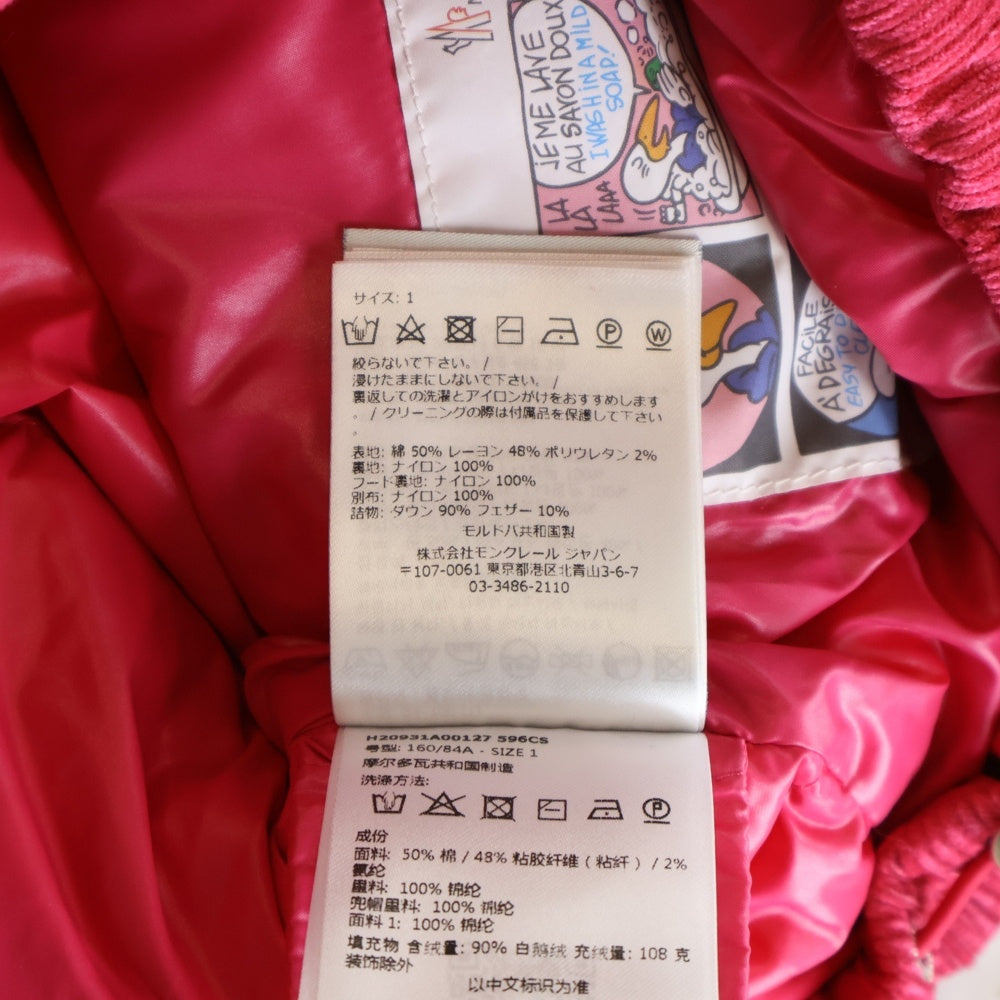 JE ME LAVE
AU SAVON DOUX
I WASH IN A MILD
SOAP!
LA
LA
LAAA
FACILE
À DÉGRAIS
EASY TO D
CL
サイズ: 1
P W
絞らないで下さい。 /
浸けたままにしないで下さい。 /
裏返しての洗濯とアイロンがけをおすすめします
。 / クリーニングの際は付属品を保護して下さい
。
表地: 綿 50% レーヨン 48% ポリウレタン 2%
裏地: ナイロン 100%
フード裏地: ナイロン 100%
別布: ナイロン 100%
詰物: ダウン 90% フェザー 10%
モルドバ共和国製
株式会社モンクレール ジャパン
〒107-0061 東京都港区北青山3-6-7
03-3486-2110
H20931A00127 596CS
号型: 160/84A - SIZE 1
摩尔多瓦共和国制造
洗涤方法:
P
成份
面料: 50% 棉 / 48% 粘胶纤维 ( 粘纤 ) / 2%
氨纶
里料: 100% 锦纶
兜帽里料: 100% 锦纶
面料 1: 100% 锦纶
填充物 含绒量: 90% 白鹅绒 充绒量: 108 克
装饰除外
以中文标识为准